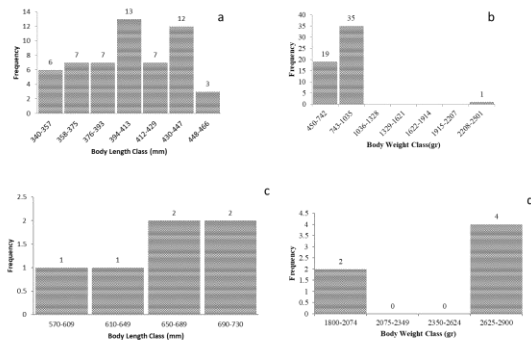 a
14
12
10
8
6
4
2
0
Frequency
6 7 7 13 7 12 3
340-357 358-375 376-393 394-413 412-429 430-447 448-466
Body Length Class (mm)
b
40
35
30
25
20
15
10
5
0
Frequency
19 35 1
450-742 743-1035 1036-1328 1329-1621 1622-1914 1915-2207 2208-2501
Body Weight Class(gr)
c
2.5
2
1.5
1
0.5
0
Frequency
1 1 2 2
570-609 610-649 650-689 690-730
Body Length Class (mm)
4.5
4
3.5
3
2.5
2
1.5
1
0.5
0
Frequency
2 0 0 4
1800-2074 2075-2349 2350-2624 2625-2900
Body Weight Class (gr)